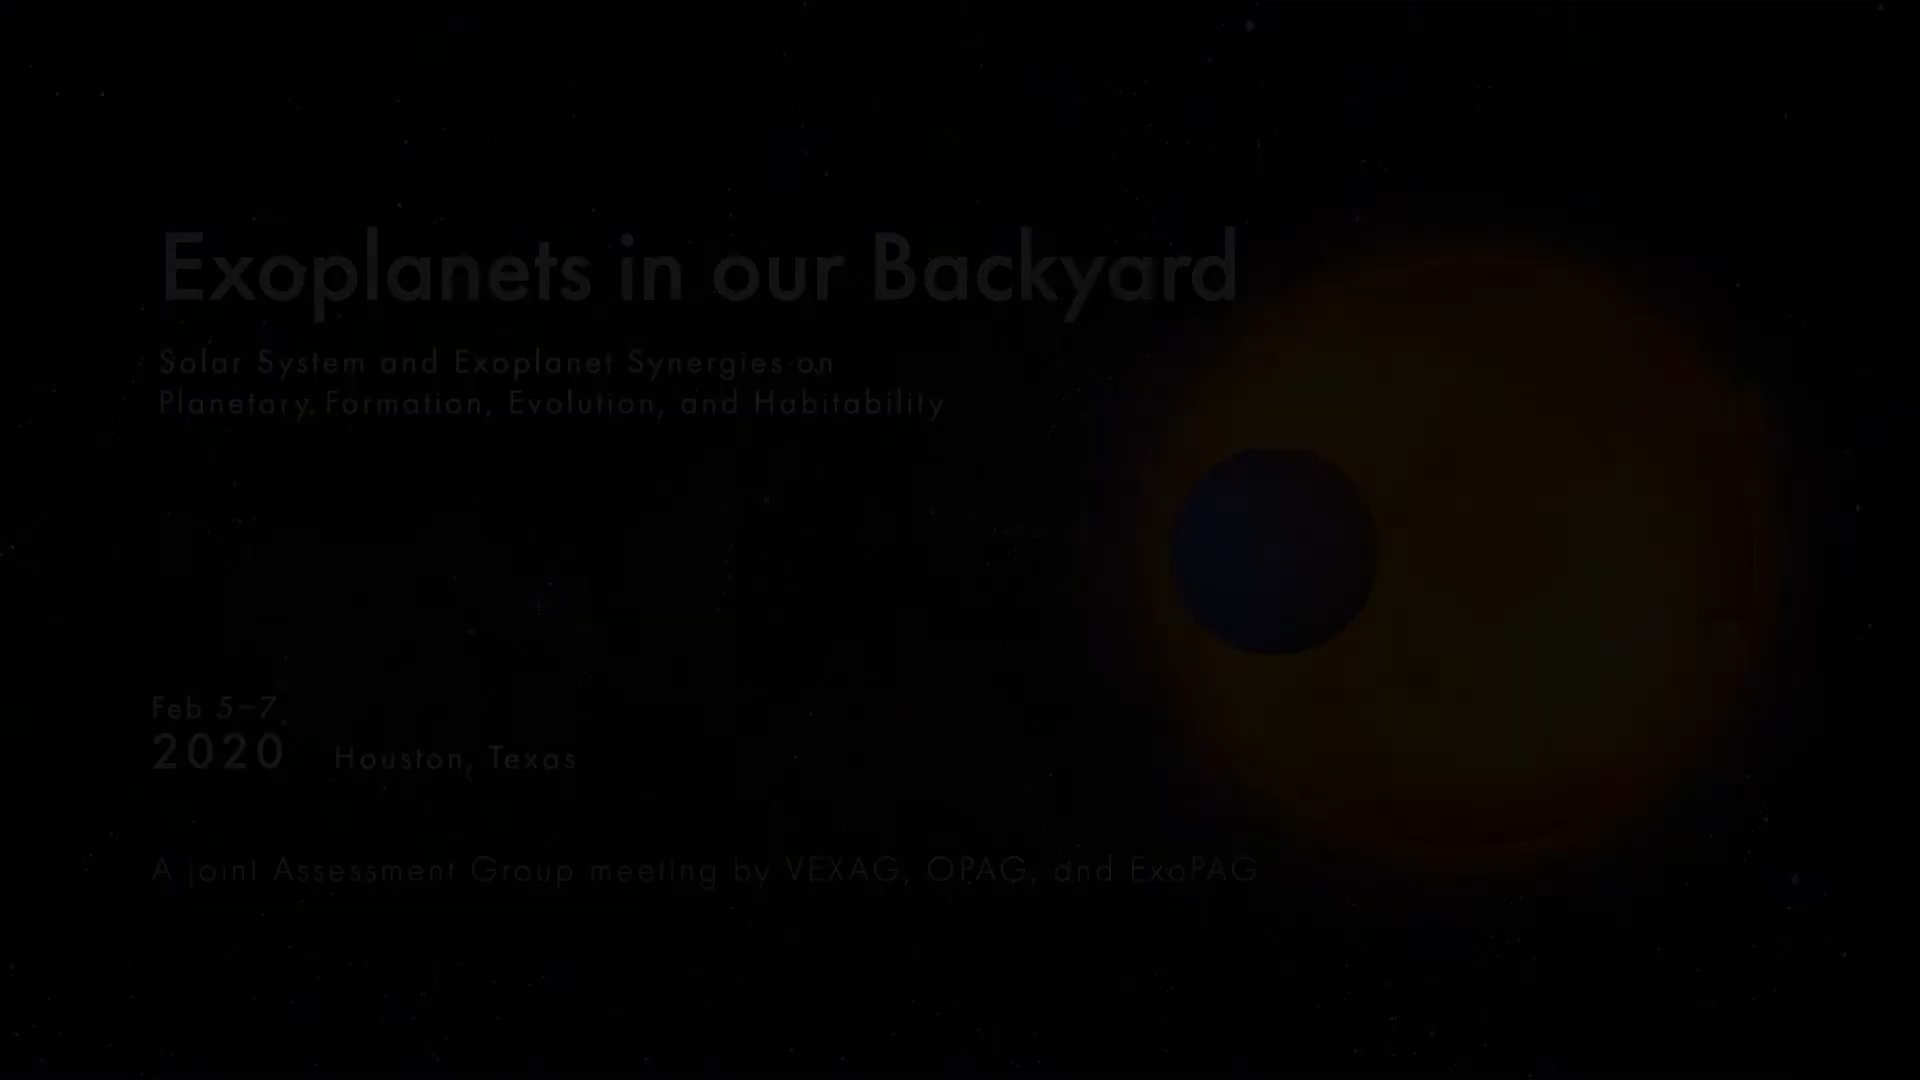 Exoplanets in our Backyard
Solar System and Exoplanet Synergies on
Planetary Formation, Evolution, and Habitability
Feb 5–7,
2020 Houston, Texas
A joint Assessment Group meeting by VEXAG, OPAG, and ExoPAG